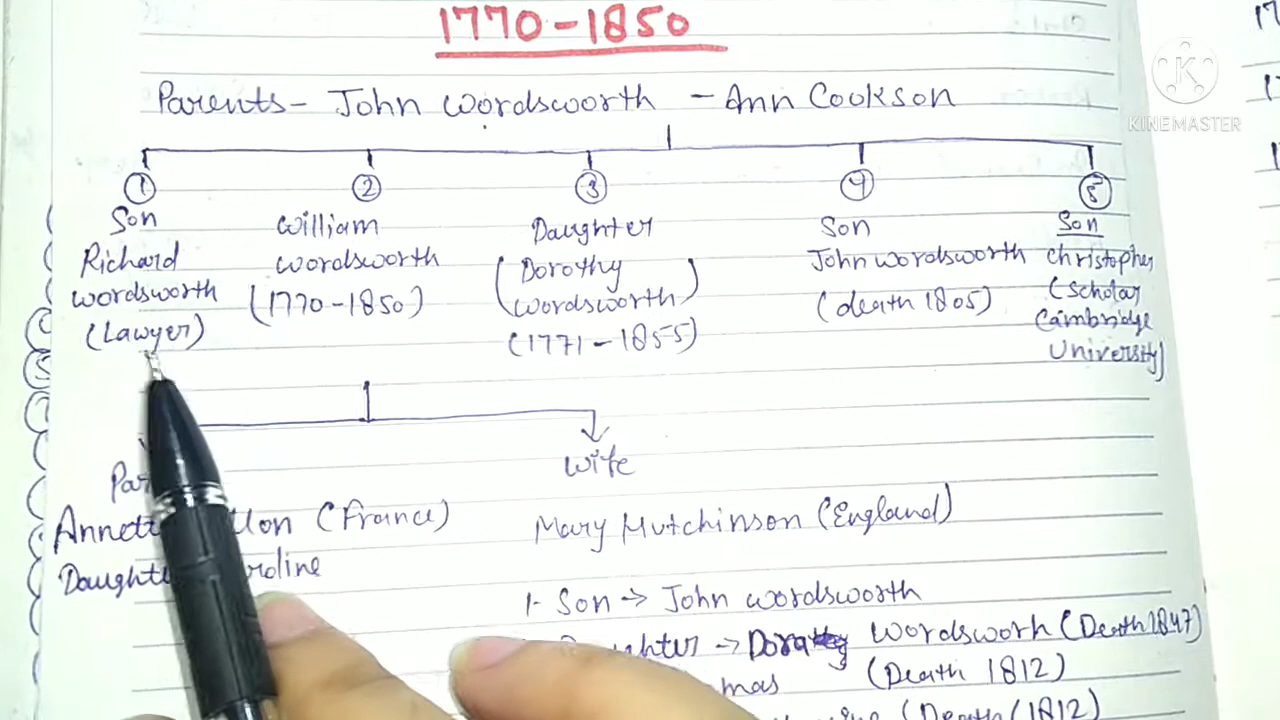 1770-1850
Parents- John Wordsworth - Ann Cookson
① ② ③ ④ ⑤
Son
Richard
Wordsworth
(Lawyer)
William
Wordsworth
(1770-1850)
Daughter
(Dorothy
Wordsworth)
(1771-1855)
Son
John Wordsworth
(death 1805)
Son
Christopher
(Scholar
Cambridge
University)
Wife
(France)
Mary Hutchinson (England)
1- Son → John Wordsworth
→ Wordsworth (Death 1847)
(Death 1812)
(Death 1812)
KINEMASTER